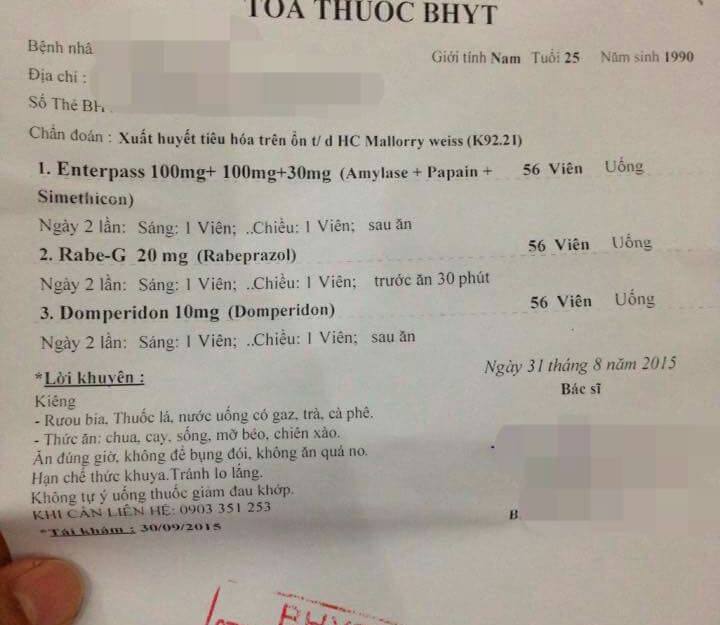 TOA THUỐC BHYT
Bệnh nhâ
Giới tính Nam Tuổi 25 Năm sinh 1990
Địa chỉ :
Số Thẻ BH
Chẩn đoán : Xuất huyết tiêu hóa trên ổn t/ d HC Mallorry weiss (K92.2I)
1. Enterpass 100mg+ 100mg+30mg (Amylase + Papain + 56 Viên Uống
Simethicon)
Ngày 2 lần: Sáng: 1 Viên; ..Chiều: 1 Viên; sau ăn
2. Rabe-G 20 mg (Rabeprazol) 56 Viên Uống
Ngày 2 lần: Sáng: 1 Viên; ..Chiều: 1 Viên; trước ăn 30 phút
3. Domperidon 10mg (Domperidon) 56 Viên Uống
Ngày 2 lần: Sáng: 1 Viên; ..Chiều: 1 Viên; sau ăn
*Lời khuyên :
Ngày 31 tháng 8 năm 2015
Bác sĩ
Kiêng
- Rượu bia, Thuốc lá, nước uống có gaz, trà, cà phê.
- Thức ăn: chua, cay, sống, mỡ béo, chiên xào.
Ăn đúng giờ, không để bụng đói, không ăn quá no.
Hạn chế thức khuya.Tránh lo lắng.
Không tự ý uống thuốc giảm đau khớp.
KHI CẦN LIÊN HỆ: 0903 351 253
B
*Tái khám : 30/09/2015